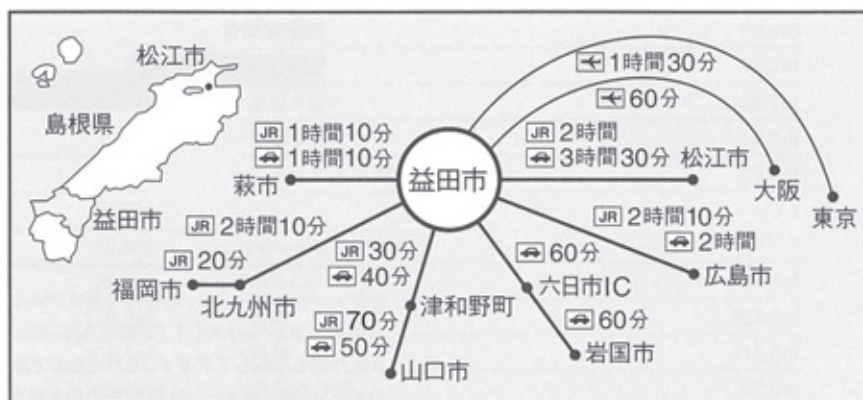 松江市
島根県
益田市
益田市
1時間30分
60分
JR 1時間10分
1時間10分
萩市
JR 2時間
3時間30分
松江市
大阪
東京
JR 2時間10分
JR 20分
福岡市
北九州市
JR 30分
40分
津和野町
JR 70分
50分
山口市
60分
六日市IC
60分
岩国市
JR 2時間10分
2時間
広島市